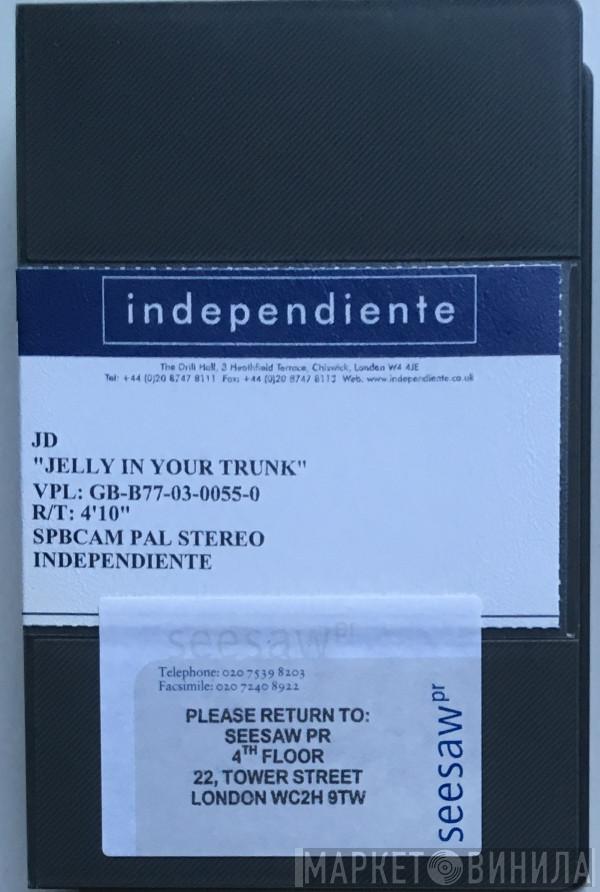 independiente
The Drill Hall, 3 Heathfield Terrace, Chiswick, London W4 4JE
Tel: +44 (0)20 8747 8111 Fax: +44 (0)20 8747 8113 Web. www.independiente.co.uk
JD
"JELLY IN YOUR TRUNK"
VPL: GB-B77-03-0055-0
R/T: 4'10"
SPBCAM PAL STEREO
INDEPENDIENTE
seesaw pr
Telephone: 020 7539 8203
Facsimile: 020 7240 8922
PLEASE RETURN TO:
SEESAW PR
4TH FLOOR
22, TOWER STREET
LONDON WC2H 9TW
seesaw pr
МАРКЕТ ВИНИЛА